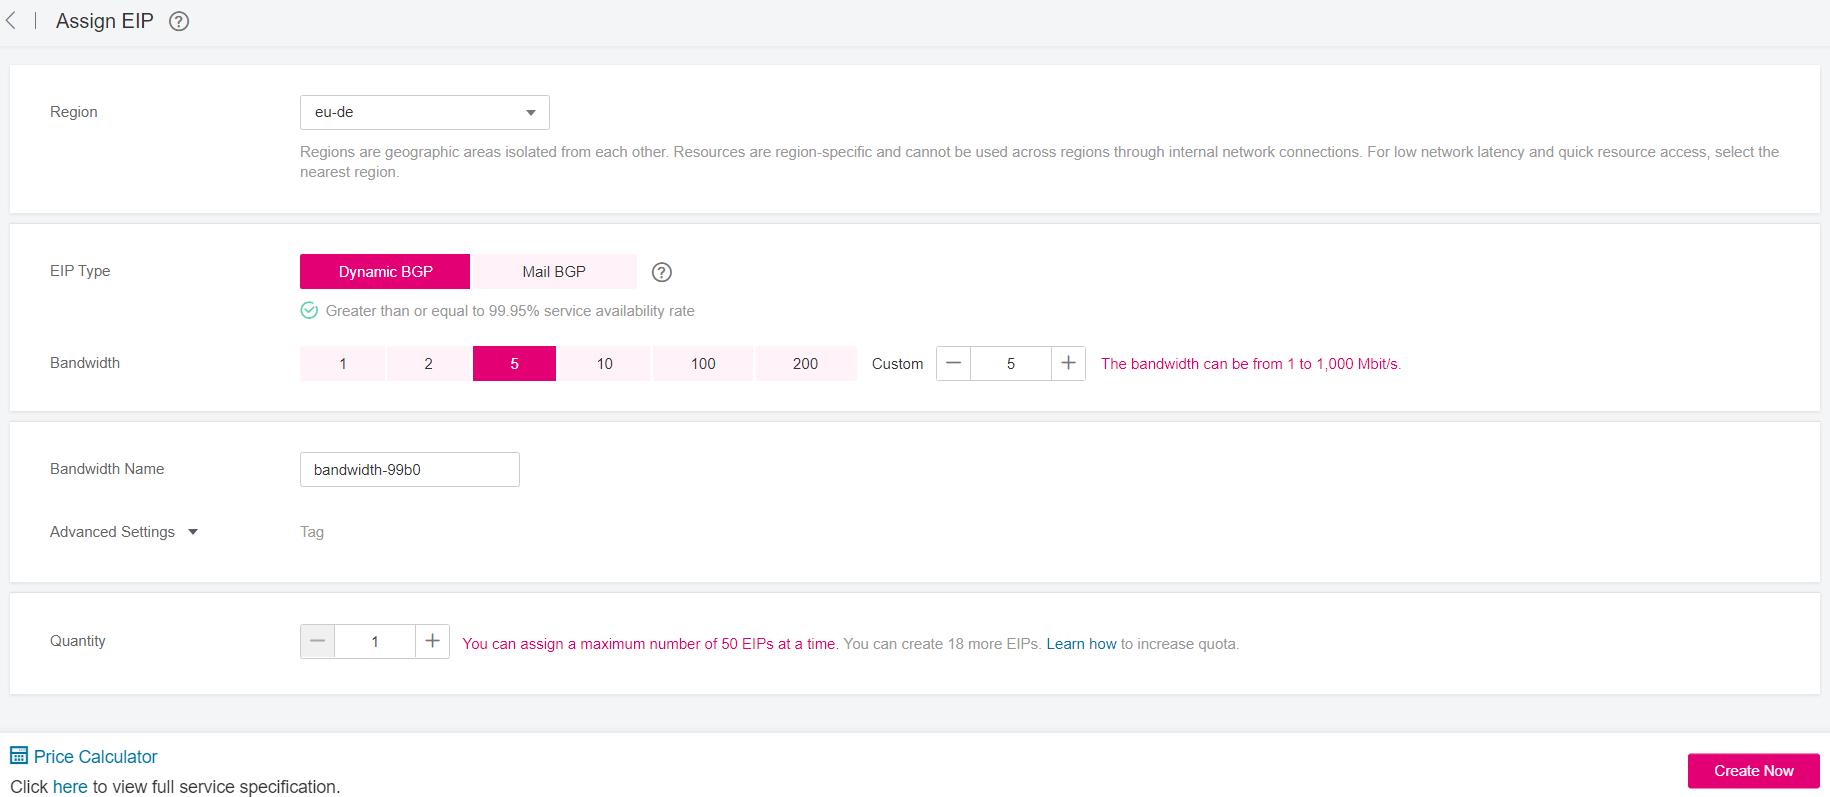 Assign EIP ?
Region
eu-de
Regions are geographic areas isolated from each other. Resources are region-specific and cannot be used across regions through internal network connections. For low network latency and quick resource access, select the
nearest region.
EIP Type
Dynamic BGP
Mail BGP
?
Greater than or equal to 99.95% service availability rate
Bandwidth
1
2
5
10
100
200
Custom
5
The bandwidth can be from 1 to 1,000 Mbit/s.
Bandwidth Name
bandwidth-99b0
Advanced Settings
Tag
Quantity
1
You can assign a maximum number of 50 EIPs at a time. You can create 18 more EIPs. Learn how to increase quota.
Price Calculator
Click here to view full service specification.
Create Now